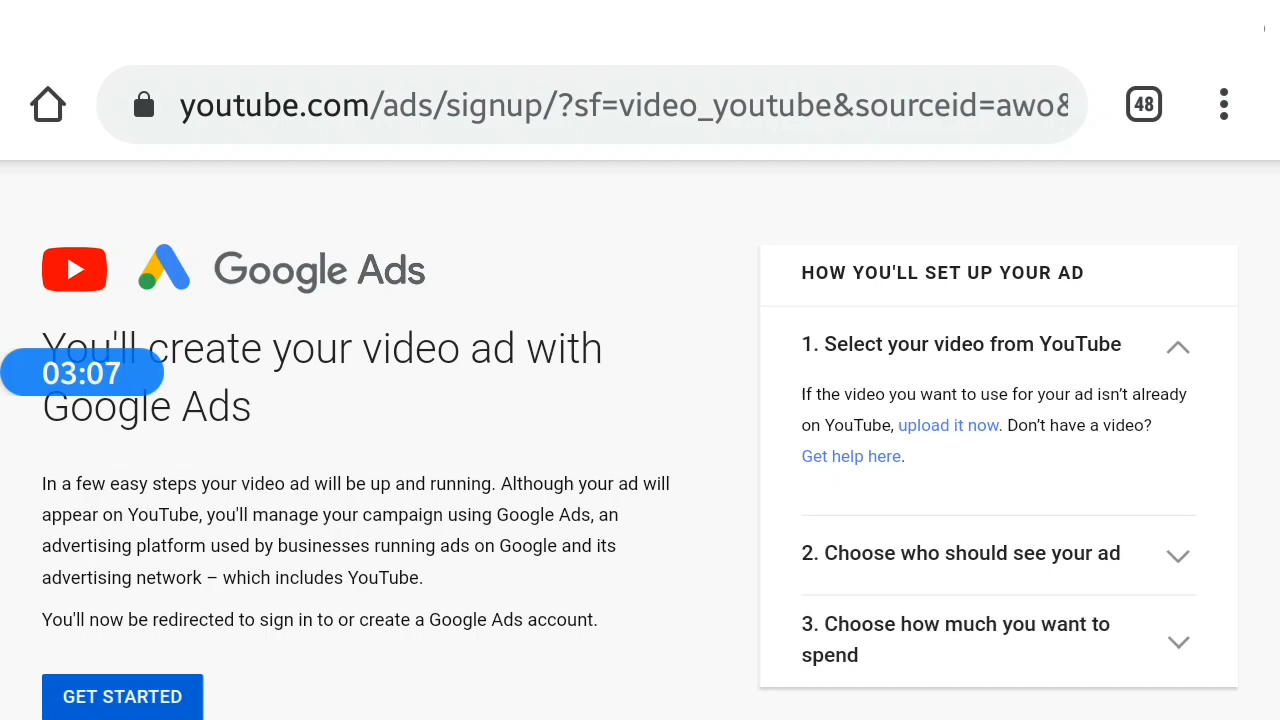 youtube.com/ads/signup/?sf=video_youtube&sourceid=awo&
48
Google Ads
You'll create your video ad with
03:07
Google Ads
In a few easy steps your video ad will be up and running. Although your ad will
appear on YouTube, you'll manage your campaign using Google Ads, an
advertising platform used by businesses running ads on Google and its
advertising network – which includes YouTube.
You'll now be redirected to sign in to or create a Google Ads account.
GET STARTED
HOW YOU'LL SET UP YOUR AD
1. Select your video from YouTube
If the video you want to use for your ad isn’t already
on YouTube, upload it now. Don’t have a video?
Get help here.
2. Choose who should see your ad
3. Choose how much you want to
spend